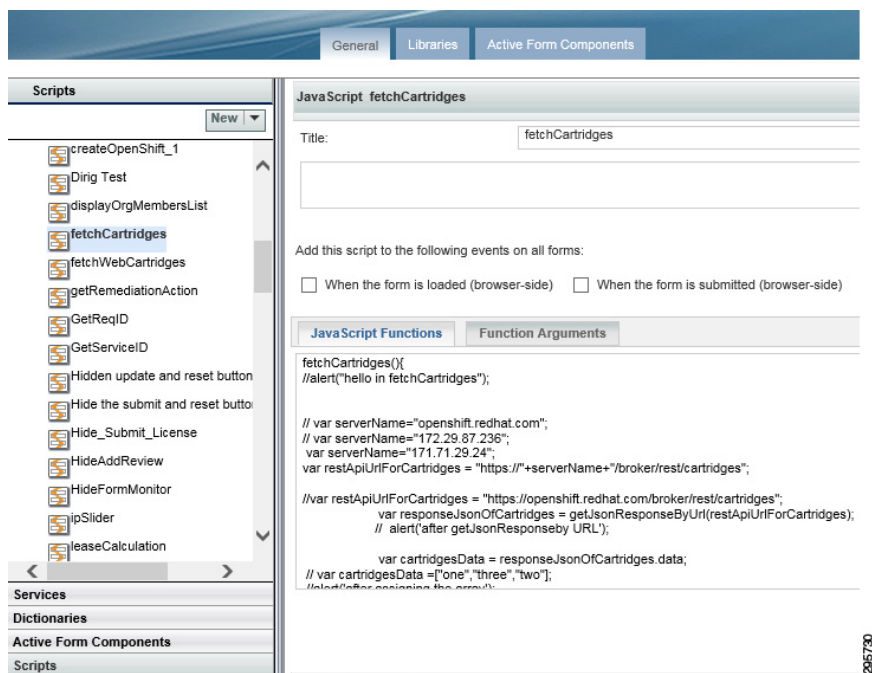 General
Libraries
Active Form Components
Scripts
New
createOpenShift_1
Dirig Test
displayOrgMembersList
fetchCartridges
fetchWebCartridges
getRemediationAction
GetReqID
GetServiceID
Hidden update and reset button
Hide the submit and reset butto
Hide_Submit_License
HideAddReview
HideFormMonitor
ipSlider
leaseCalculation
Services
Dictionaries
Active Form Components
Scripts
JavaScript fetchCartridges
Title:
fetchCartridges
Add this script to the following events on all forms:
When the form is loaded (browser-side)
When the form is submitted (browser-side)
JavaScript Functions
Function Arguments
fetchCartridges(){
//alert("hello in fetchCartridges");
// var serverName="openshift.redhat.com";
// var serverName="172.29.87.236";
var serverName="171.71.29.24";
var restApiUrlForCartridges = "https://"+serverName+"/broker/rest/cartridges";
//var restApiUrlForCartridges = "https://openshift.redhat.com/broker/rest/cartridges";
var responseJsonOfCartridges = getJsonResponseByUrl(restApiUrlForCartridges);
// alert('after getJsonResponseby URL');
var cartridgesData = responseJsonOfCartridges.data;
// var cartridgesData =["one","three","two"];
//alert('after assigning the array');
295730